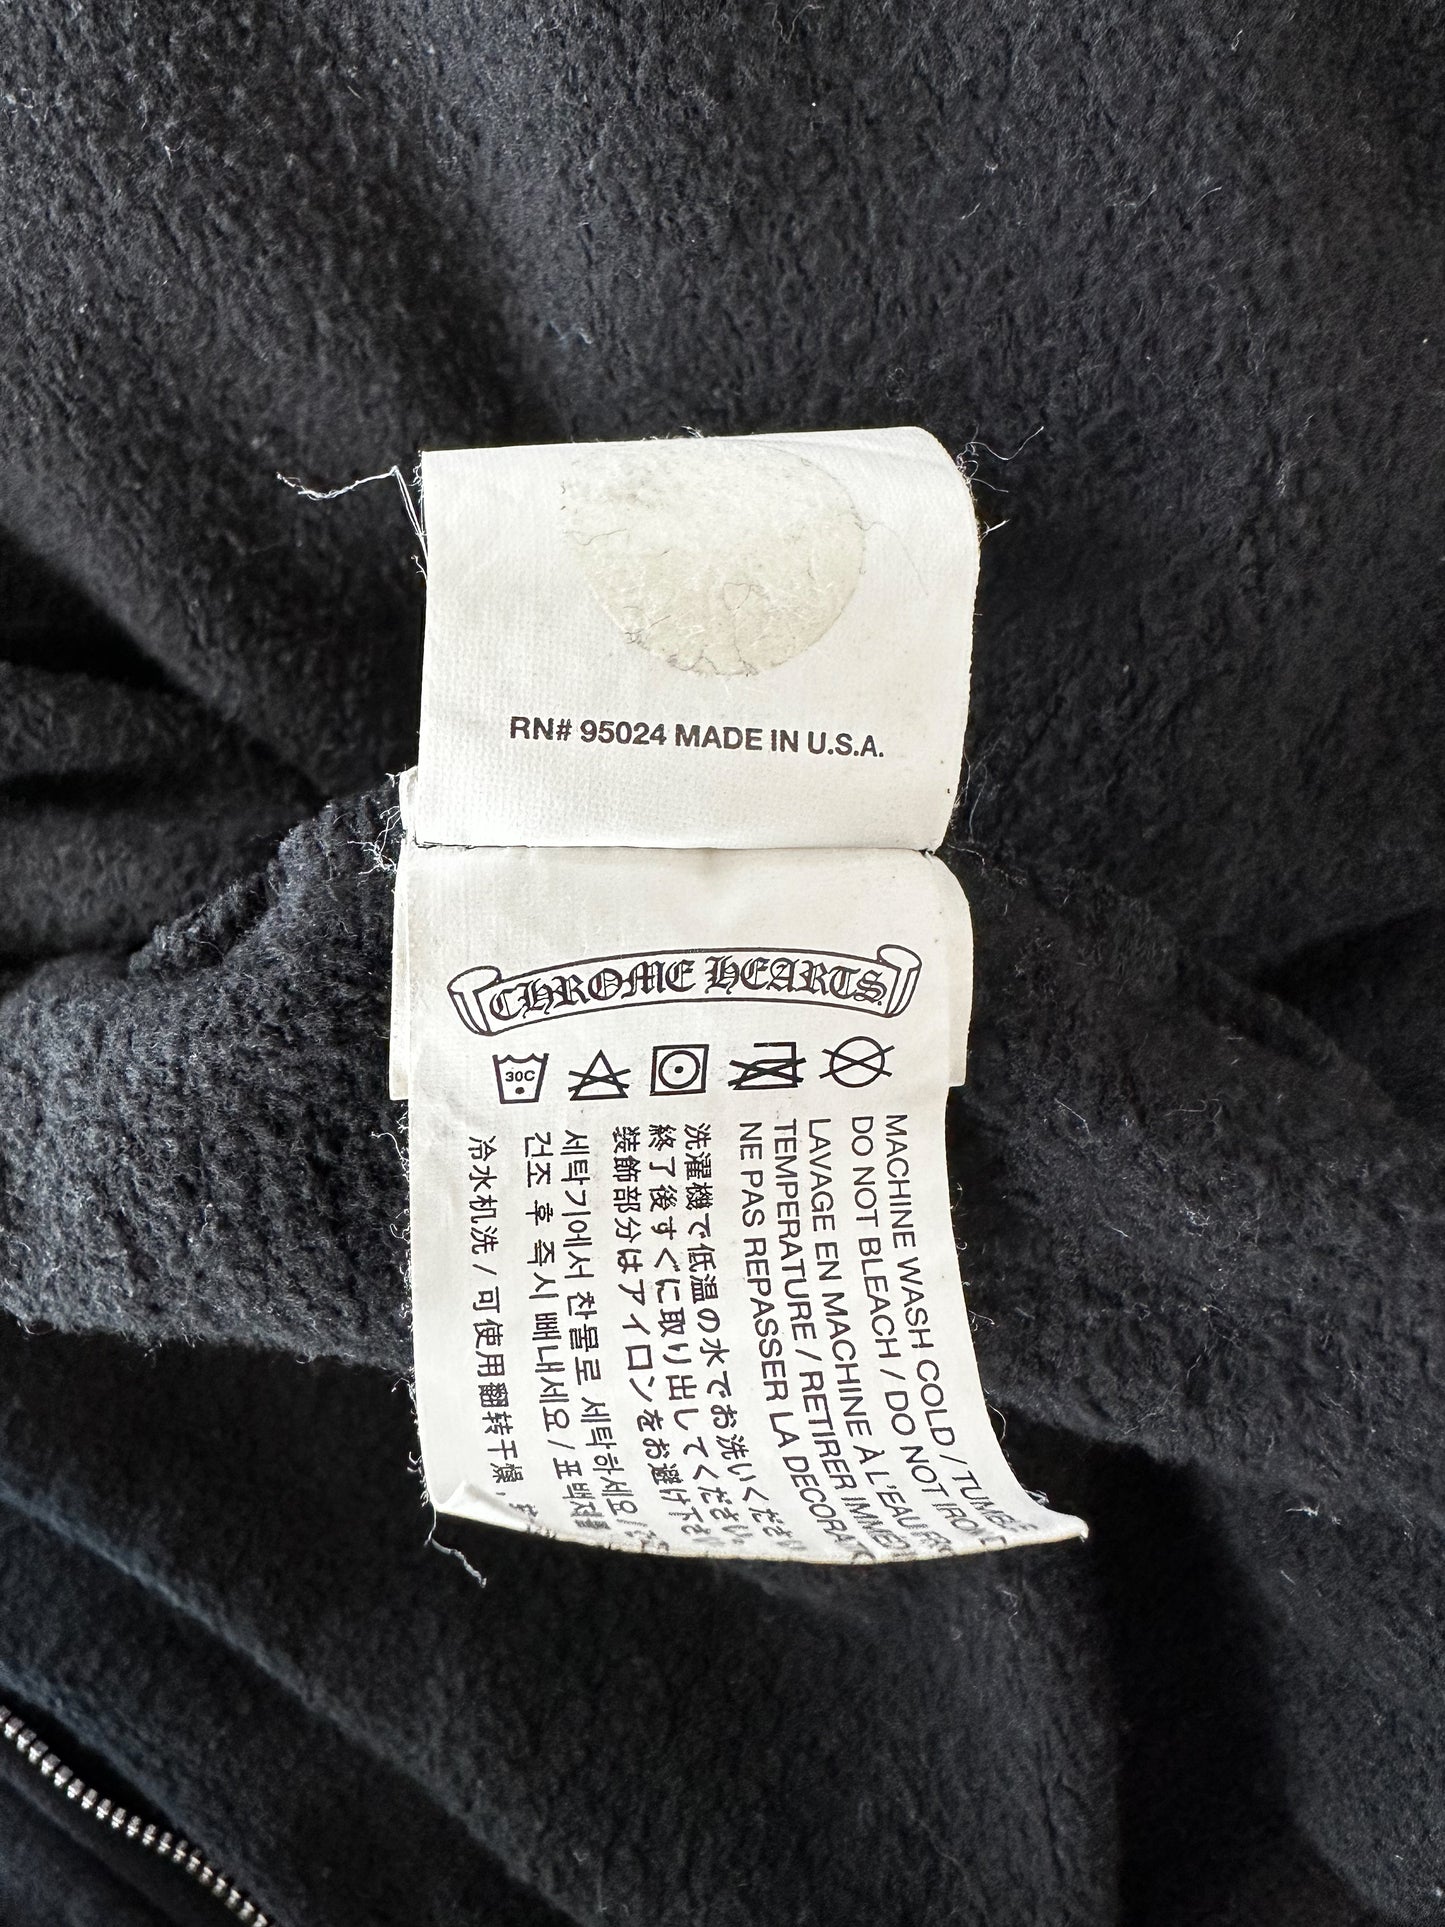 RN# 95024 MADE IN U.S.A.
CHROME HEARTS
30C
MACHINE WASH COLD /
DO NOT BLEACH / DO NOT IRON
LAVAGE EN MACHINE À L'EAU
TEMPERATURE / RETIRER
NE PAS REPASSER LA
洗濯機で低温の水でお洗いください
終了後すぐに取り出してください。
装飾部分はアイロンをお避け下さい
세탁기에서 찬물로 세탁하세요 /
건조 후 즉시 빼내세요 /
冷水机洗 / 可使用翻转干燥,